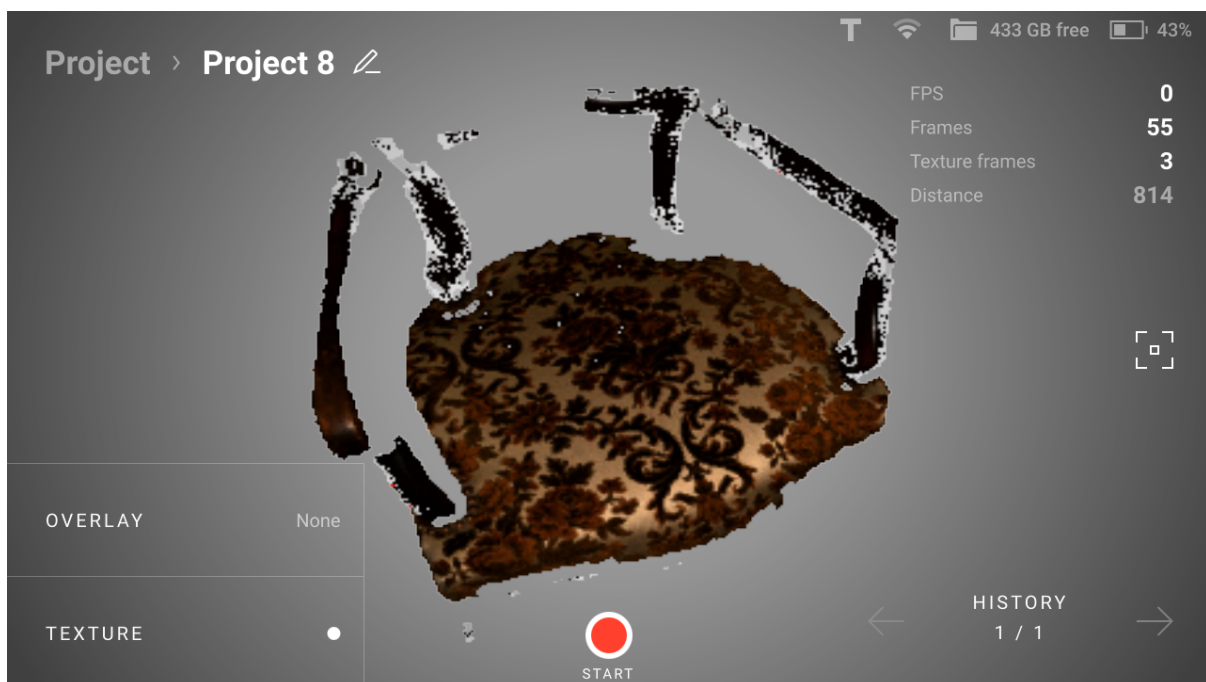 433 GB free 43%
Project › Project 8
FPS 0
Frames 55
Texture frames 3
Distance 814
OVERLAY None
HISTORY
1 / 1
TEXTURE
START